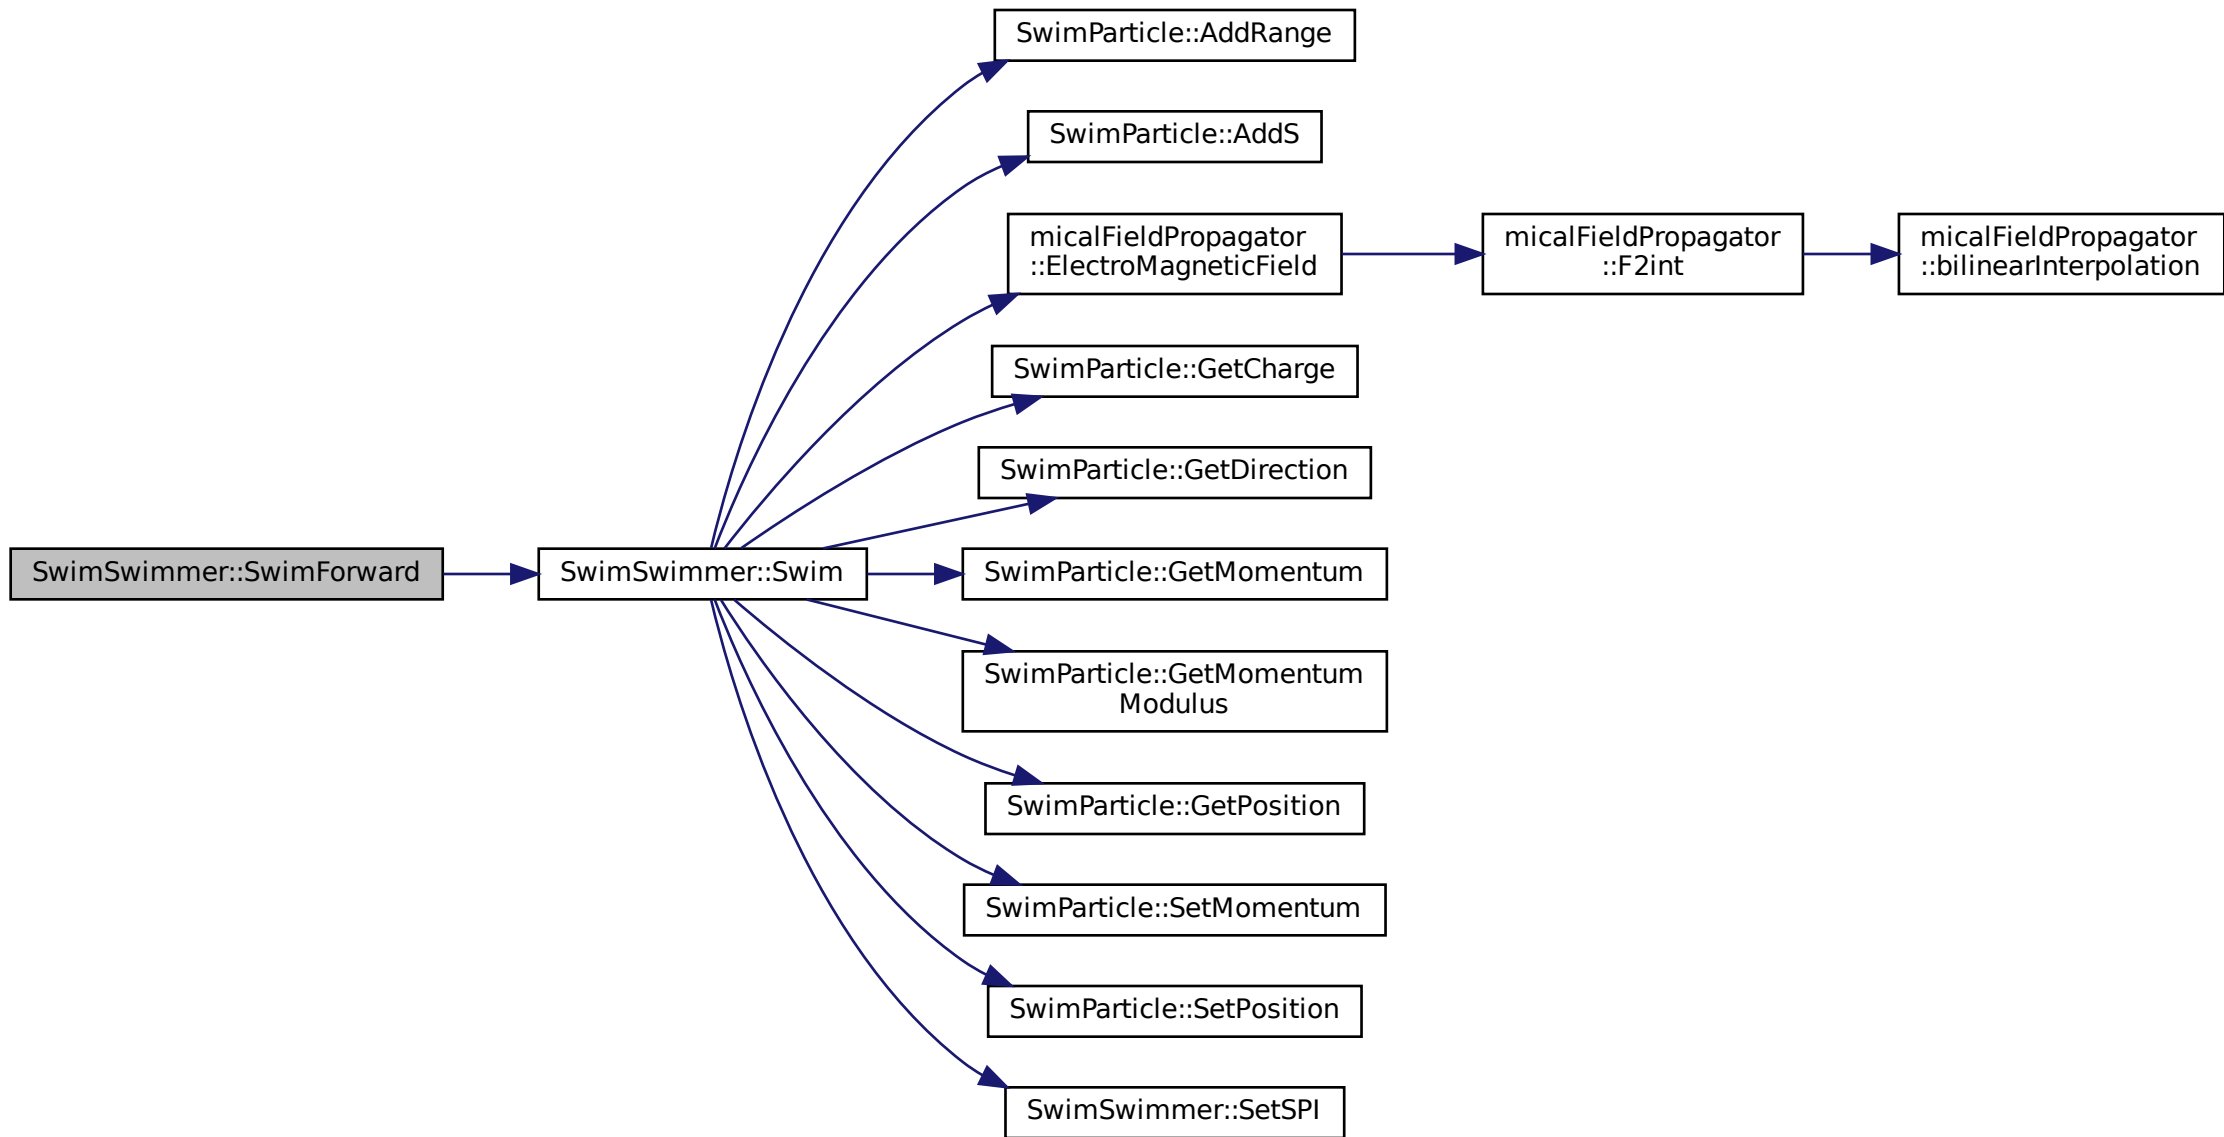 SwimParticle::AddRange
SwimParticle::AddS
micalFieldPropagator
::ElectroMagneticField
micalFieldPropagator
::F2int
micalFieldPropagator
::bilinearInterpolation
SwimParticle::GetCharge
SwimParticle::GetDirection
SwimSwimmer::SwimForward
SwimSwimmer::Swim
SwimParticle::GetMomentum
SwimParticle::GetMomentum
Modulus
SwimParticle::GetPosition
SwimParticle::SetMomentum
SwimParticle::SetPosition
SwimSwimmer::SetSPI